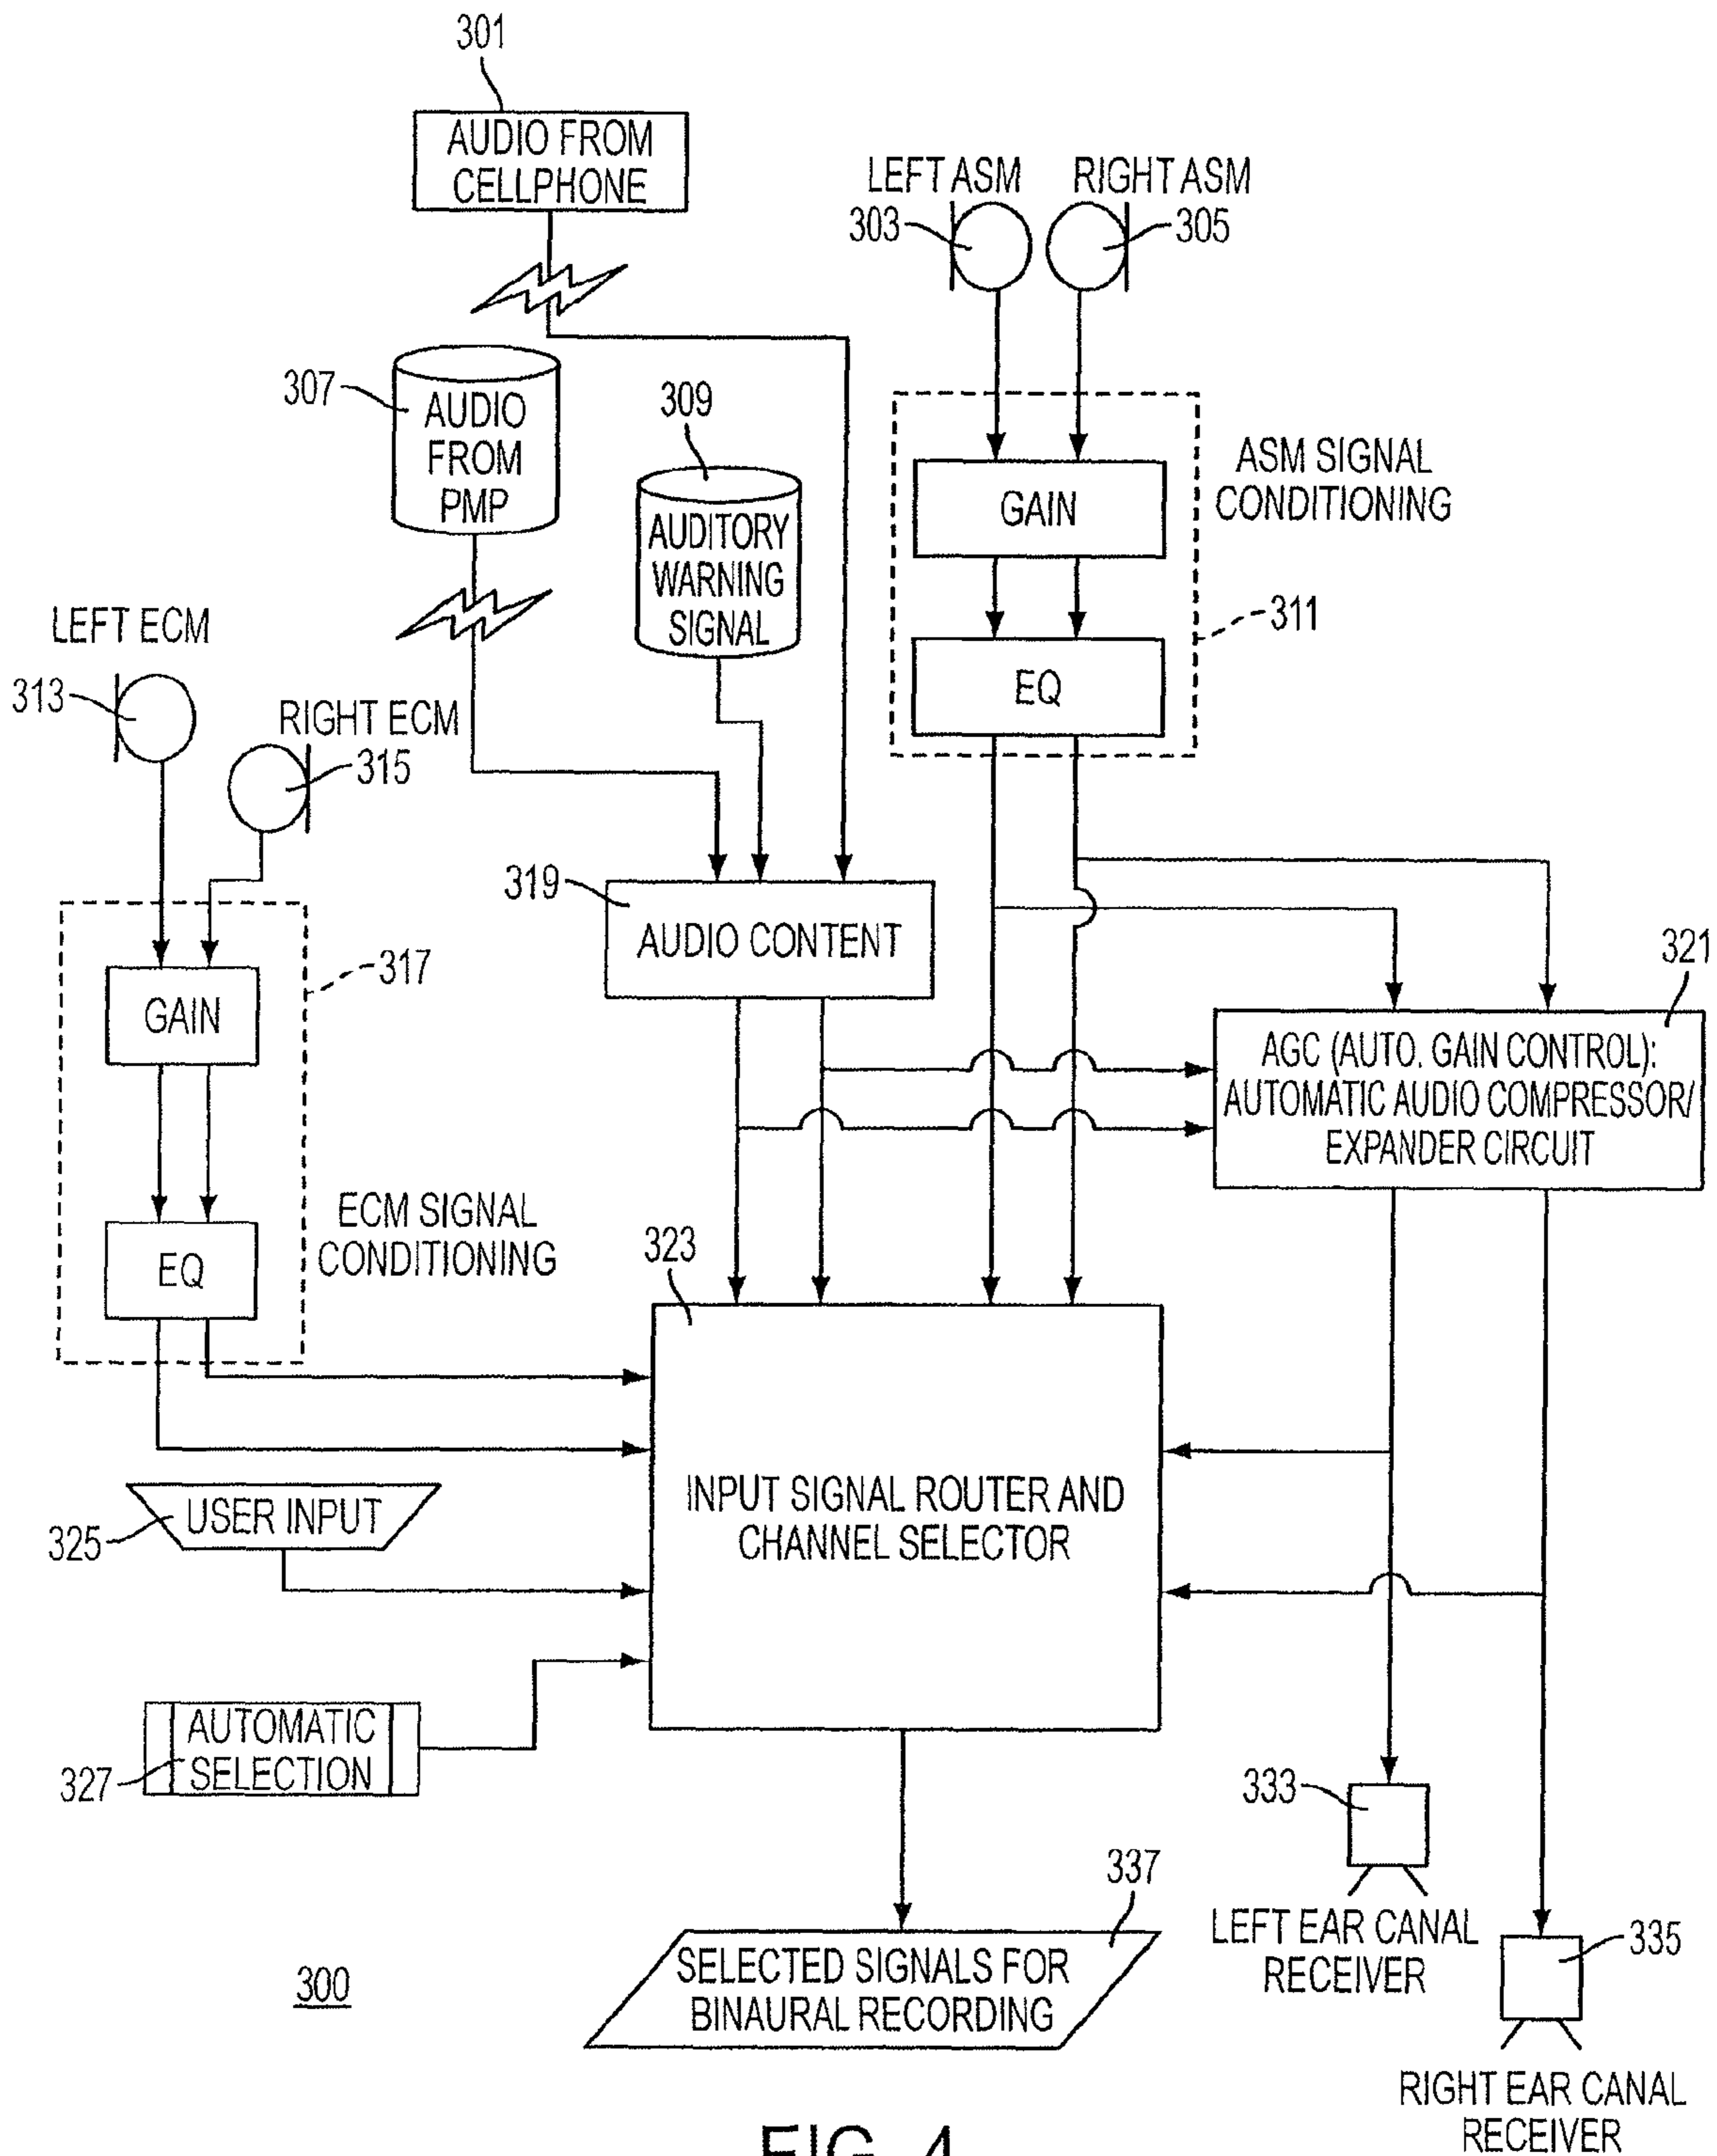 301
AUDIO FROM
CELLPHONE
LEFT ASM
303
RIGHT ASM
305
307
AUDIO
FROM
PMP
309
AUDITORY
WARNING
SIGNAL
GAIN
EQ
ASM SIGNAL
CONDITIONING
311
LEFT ECM
313
RIGHT ECM
315
GAIN
EQ
317
ECM SIGNAL
CONDITIONING
319
AUDIO CONTENT
321
AGC (AUTO. GAIN CONTROL):
AUTOMATIC AUDIO COMPRESSOR/
EXPANDER CIRCUIT
323
INPUT SIGNAL ROUTER AND
CHANNEL SELECTOR
USER INPUT
325
AUTOMATIC
SELECTION
327
333
LEFT EAR CANAL
RECEIVER
335
RIGHT EAR CANAL
RECEIVER
337
SELECTED SIGNALS FOR
BINAURAL RECORDING
300
FIG. 4